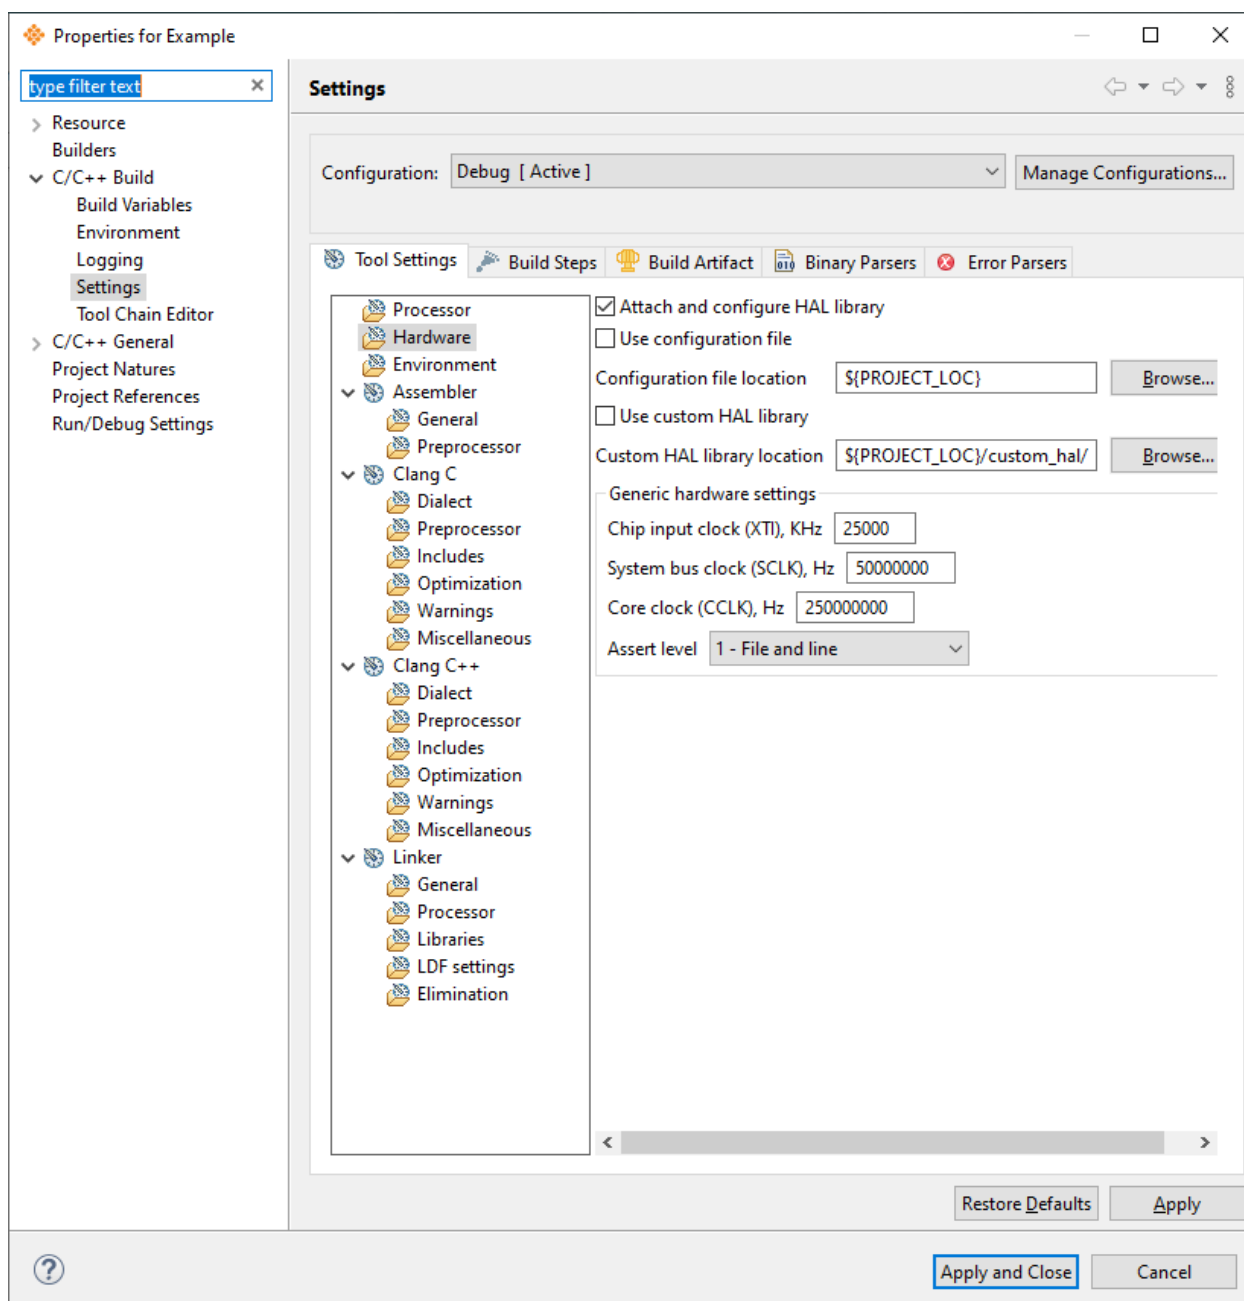 Properties for Example
type filter text
Resource
Builders
C/C++ Build
Build Variables
Environment
Logging
Settings
Tool Chain Editor
C/C++ General
Project Natures
Project References
Run/Debug Settings
Settings
Configuration: Debug [ Active ] Manage Configurations...
Tool Settings Build Steps Build Artifact Binary Parsers Error Parsers
Processor
Hardware
Environment
Assembler
General
Preprocessor
Clang C
Dialect
Preprocessor
Includes
Optimization
Warnings
Miscellaneous
Clang C++
Dialect
Preprocessor
Includes
Optimization
Warnings
Miscellaneous
Linker
General
Processor
Libraries
LDF settings
Elimination
Attach and configure HAL library
Use configuration file
Configuration file location ${PROJECT_LOC} Browse...
Use custom HAL library
Custom HAL library location ${PROJECT_LOC}/custom_hal/ Browse...
Generic hardware settings
Chip input clock (XTI), KHz 25000
System bus clock (SCLK), Hz 50000000
Core clock (CCLK), Hz 250000000
Assert level 1 - File and line
Restore Defaults Apply
Apply and Close Cancel